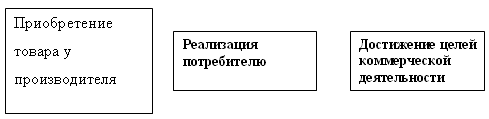 Приобретение
товара у
производителя
Реализация
потребителю
Достижение целей
коммерческой
деятельности